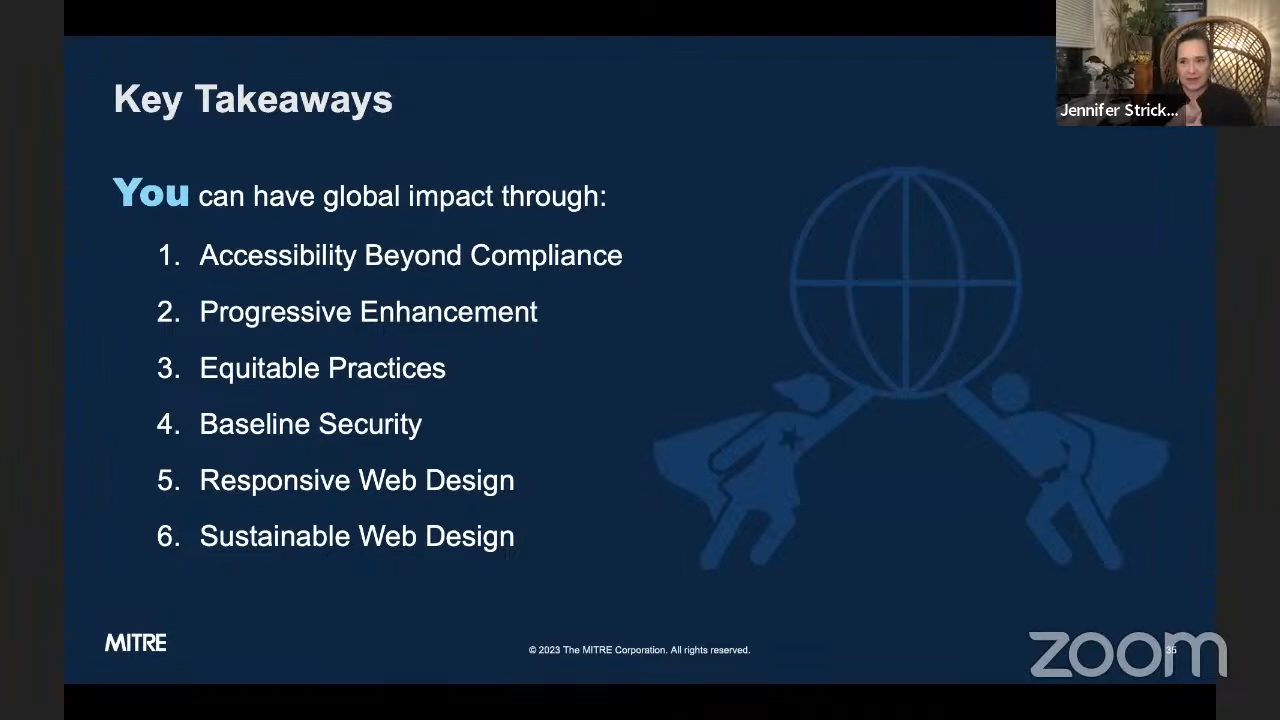 Key Takeaways
Jennifer Strick...
You can have global impact through:
1. Accessibility Beyond Compliance
2. Progressive Enhancement
3. Equitable Practices
4. Baseline Security
5. Responsive Web Design
6. Sustainable Web Design
MITRE
© 2023 The MITRE Corporation. All rights reserved.
35
zoom